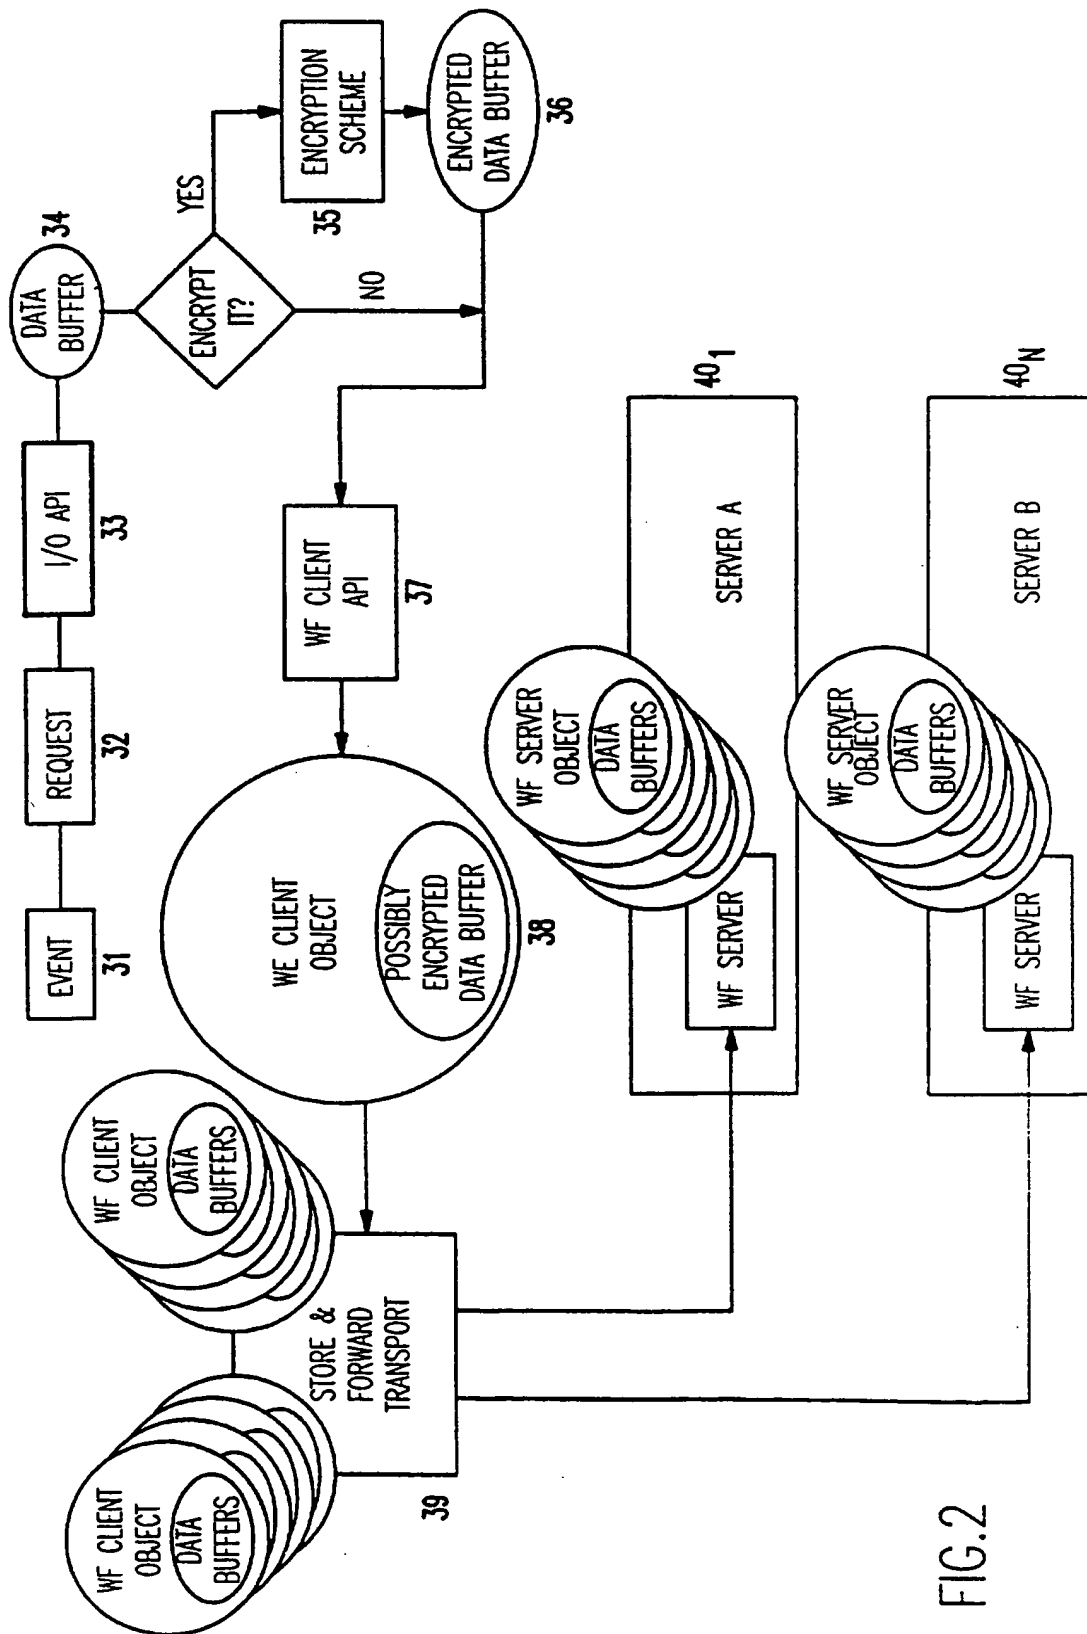 EVENT
31
REQUEST
32
I/O API
33
DATA
BUFFER
34
ENCRYPT
IT?
YES
NO
ENCRYPTION
SCHEME
35
ENCRYPTED
DATA BUFFER
36
WF CLIENT
API
37
WE CLIENT
OBJECT
POSSIBLY
ENCRYPTED
DATA BUFFER
38
WF CLIENT
OBJECT
DATA
BUFFERS
WF CLIENT
OBJECT
DATA
BUFFERS
STORE &
FORWARD
TRANSPORT
39
WF SERVER
OBJECT
DATA
BUFFERS
WF SERVER
SERVER A
401
WF SERVER
OBJECT
DATA
BUFFERS
WF SERVER
SERVER B
40N
FIG.2